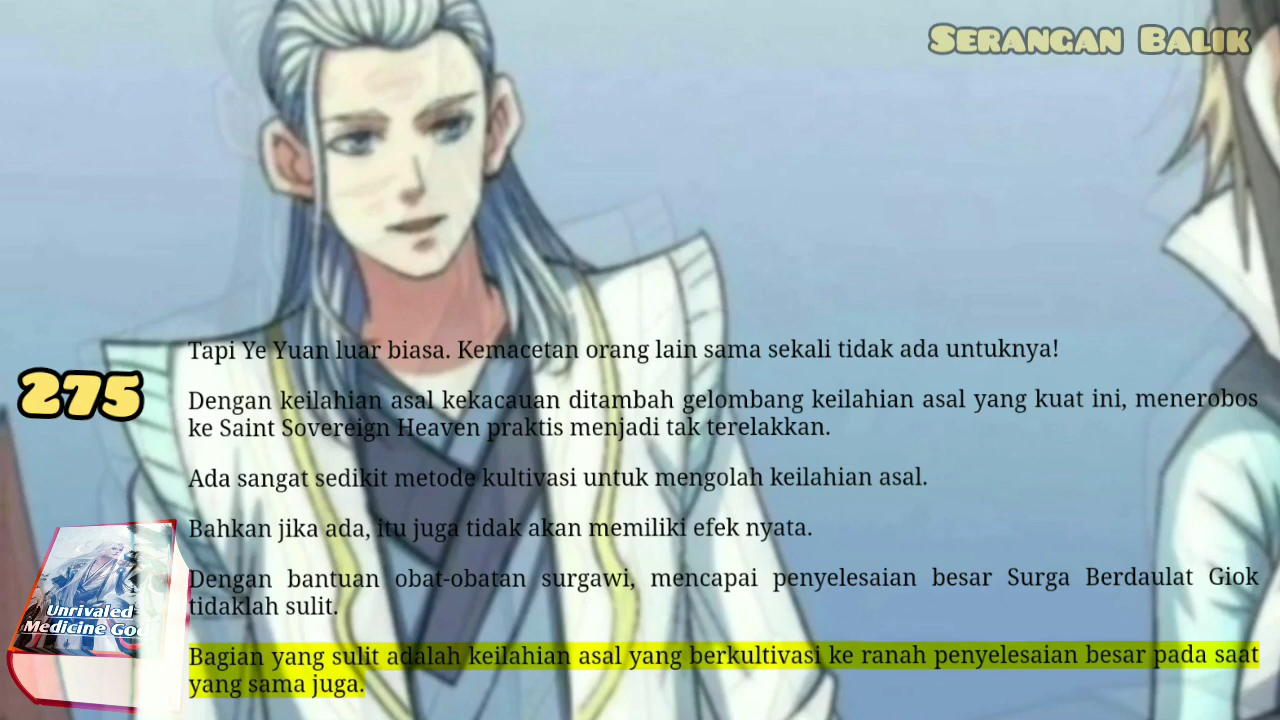 Serangan Balik
Tapi Ye Yuan luar biasa. Kemacetan orang lain sama sekali tidak ada untuknya!
275
Dengan keilahian asal kekacauan ditambah gelombang keilahian asal yang kuat ini, menerobos
ke Saint Sovereign Heaven praktis menjadi tak terelakkan.
Ada sangat sedikit metode kultivasi untuk mengolah keilahian asal.
Bahkan jika ada, itu juga tidak akan memiliki efek nyata.
Dengan bantuan obat-obatan surgawi, mencapai penyelesaian besar Surga Berdaulat Giok
tidaklah sulit.
Unrivaled
Medicine God
Bagian yang sulit adalah keilahian asal yang berkultivasi ke ranah penyelesaian besar pada saat
yang sama juga.